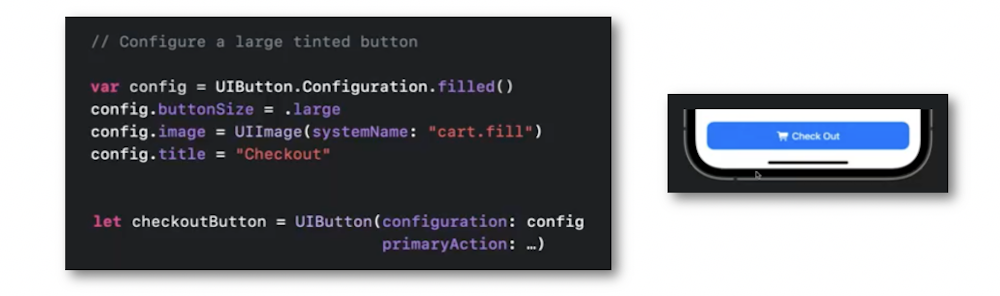 // Configure a large tinted button
var config = UIButton.Configuration.filled()
config.buttonSize = .large
config.image = UIImage(systemName: "cart.fill")
config.title = "Checkout"
let checkoutButton = UIButton(configuration: config
primaryAction: …)
Check Out